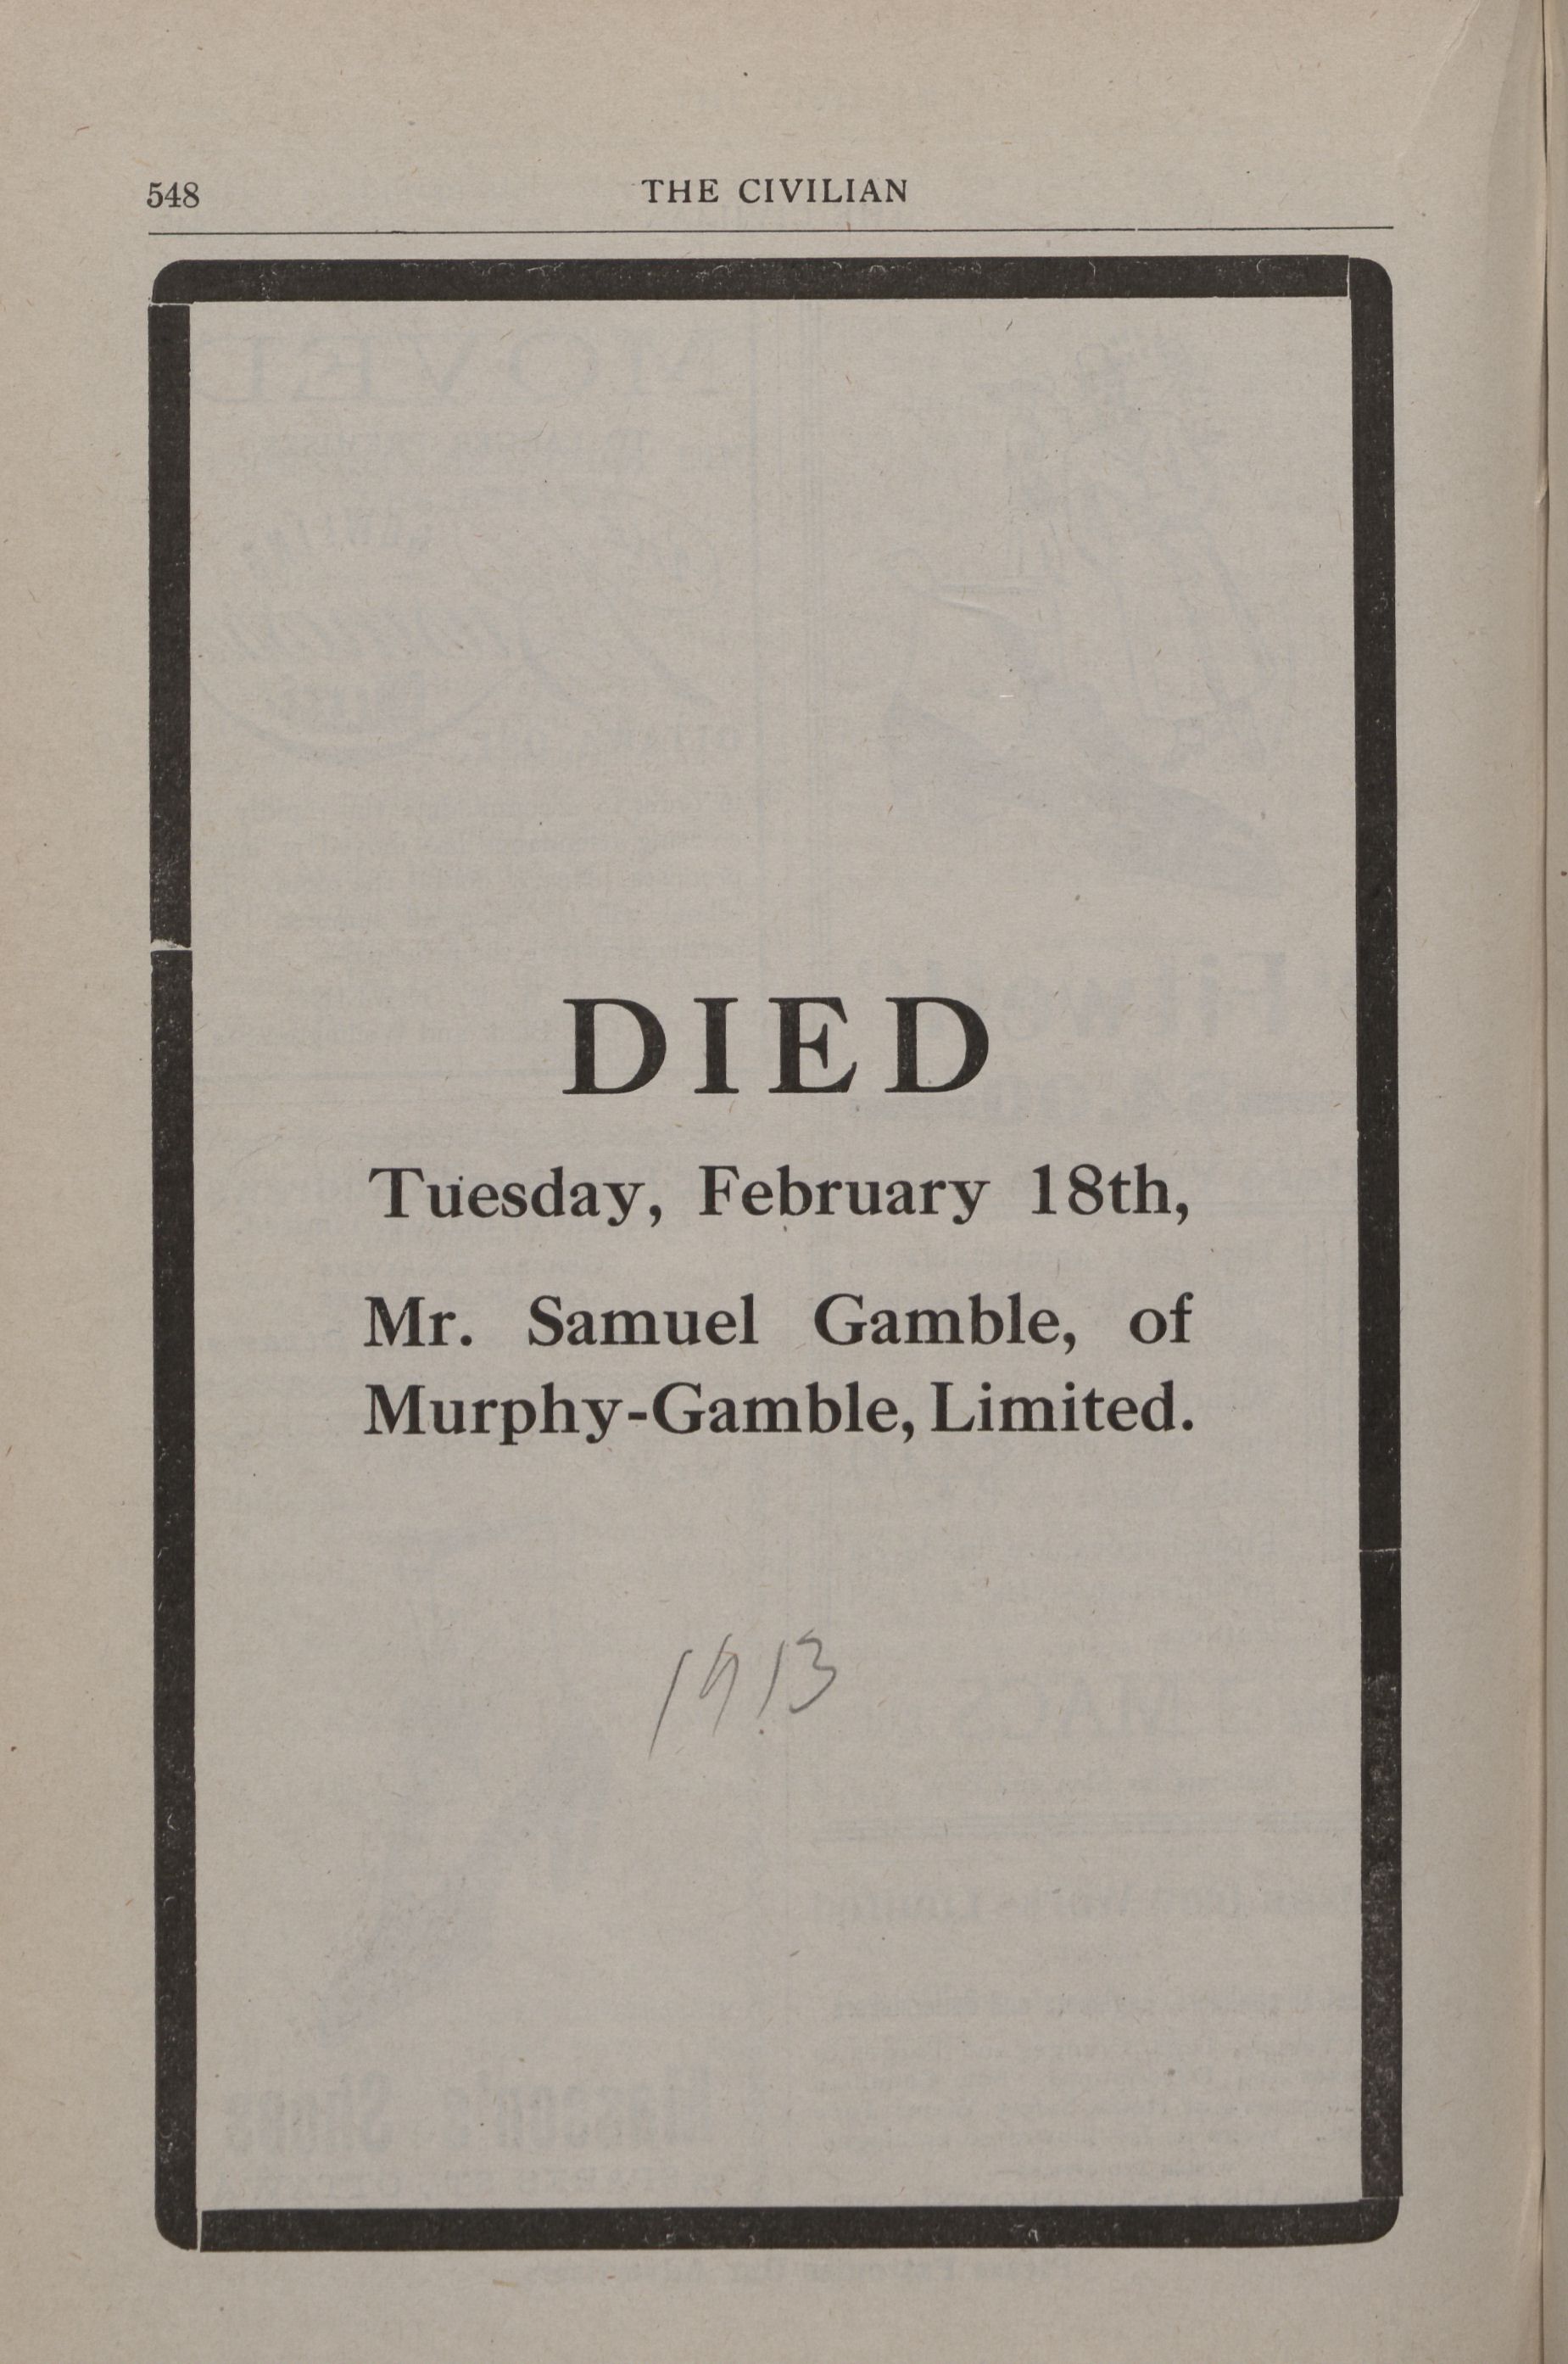 548
THE CIVILIAN
DIED
Tuesday, February 18th,
Mr. Samuel Gamble, of
Murphy-Gamble, Limited.
1913